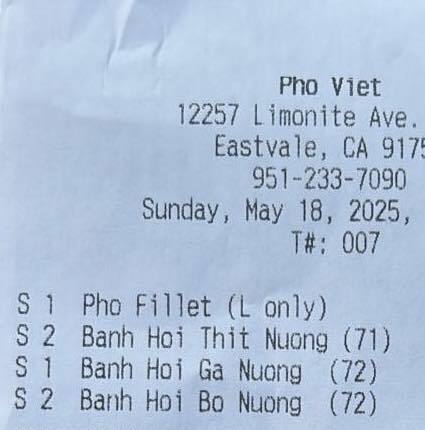 Pho Viet
12257 Limonite Ave.
Eastvale, CA 9175
951-233-7090
Sunday, May 18, 2025,
T#: 007
S 1 Pho Fillet (L only)
S 2 Banh Hoi Thit Nuong (71)
S 1 Banh Hoi Ga Nuong (72)
S 2 Banh Hoi Bo Nuong (72)